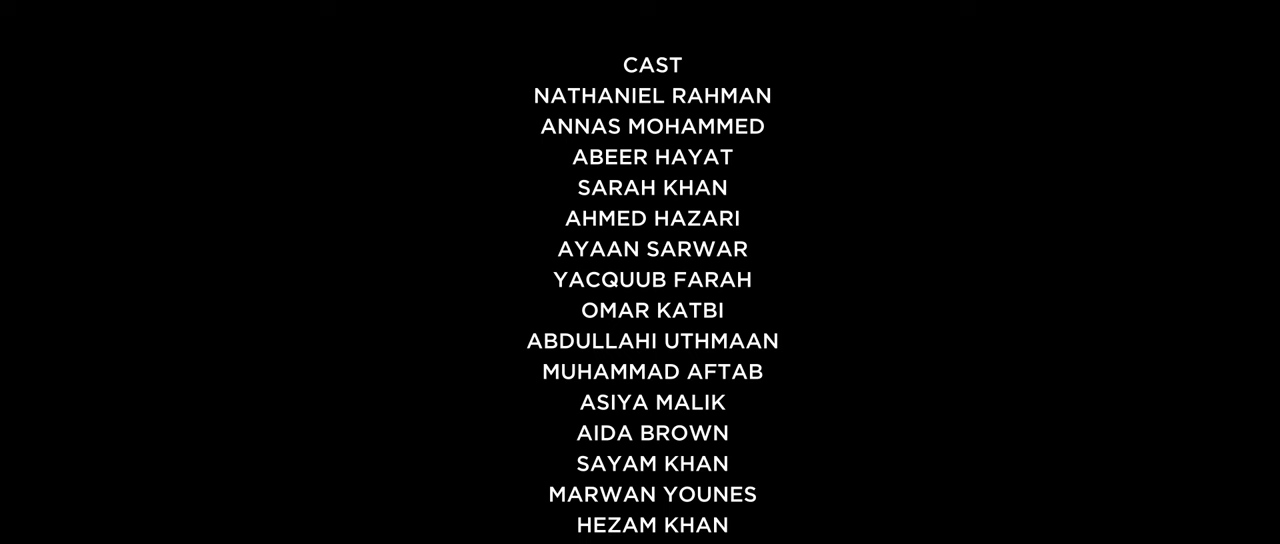 CAST
NATHANIEL RAHMAN
ANNAS MOHAMMED
ABEER HAYAT
SARAH KHAN
AHMED HAZARI
AYAAN SARWAR
YACQUUB FARAH
OMAR KATBI
ABDULLAHI UTHMAAN
MUHAMMAD AFTAB
ASIYA MALIK
AIDA BROWN
SAYAM KHAN
MARWAN YOUNES
HEZAM KHAN